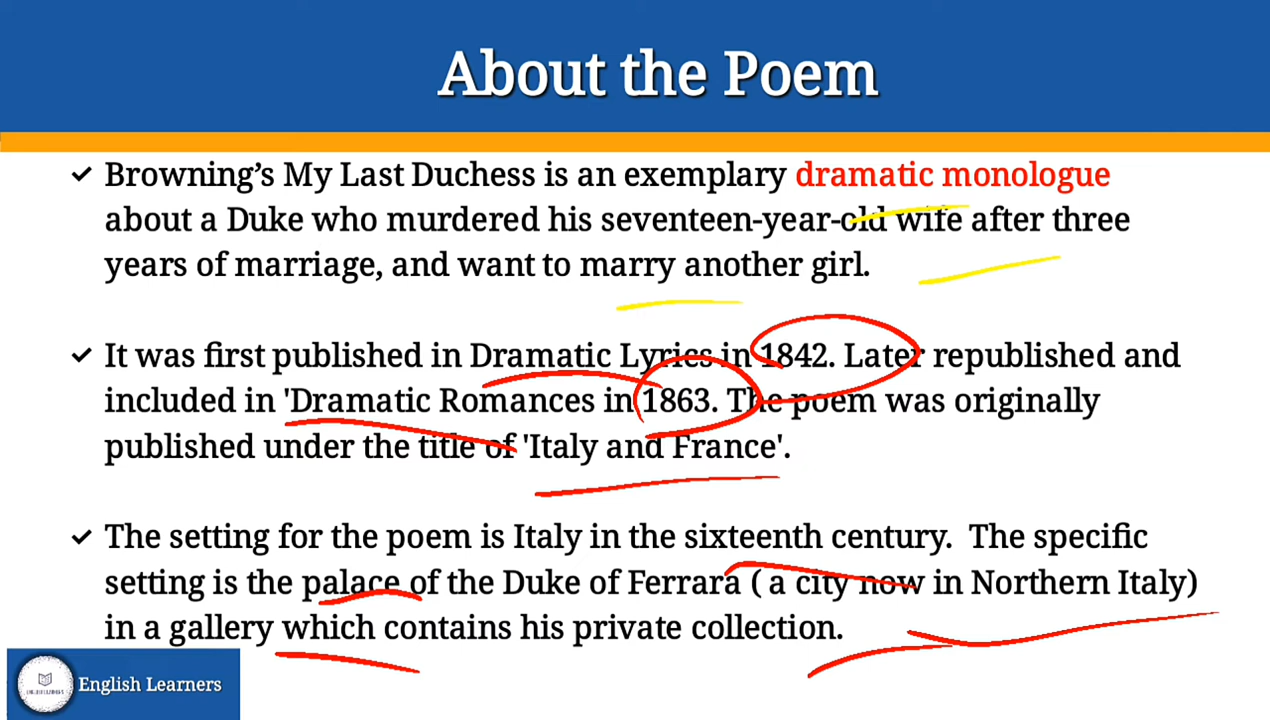 About the Poem
✓ Browning's My Last Duchess is an exemplary dramatic monologue
about a Duke who murdered his seventeen-year-old wife after three
years of marriage, and want to marry another girl.
✓ It was first published in Dramatic Lyrics in 1842. Later republished and
included in 'Dramatic Romances in 1863. The poem was originally
published under the title of 'Italy and France'.
✓ The setting for the poem is Italy in the sixteenth century. The specific
setting is the palace of the Duke of Ferrara ( a city now in Northern Italy)
in a gallery which contains his private collection.
English Learners